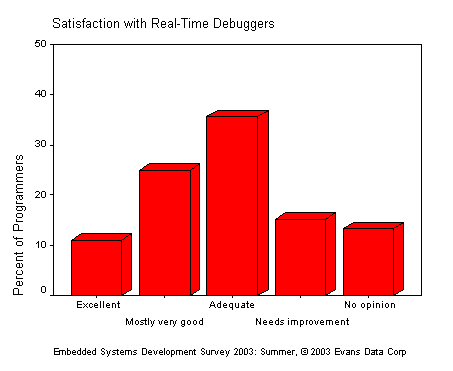 Satisfaction with Real-Time Debuggers
Percent of Programmers
50
40
30
20
10
0
Excellent
Mostly very good
Adequate
Needs improvement
No opinion
Embedded Systems Development Survey 2003: Summer, © 2003 Evans Data Corp